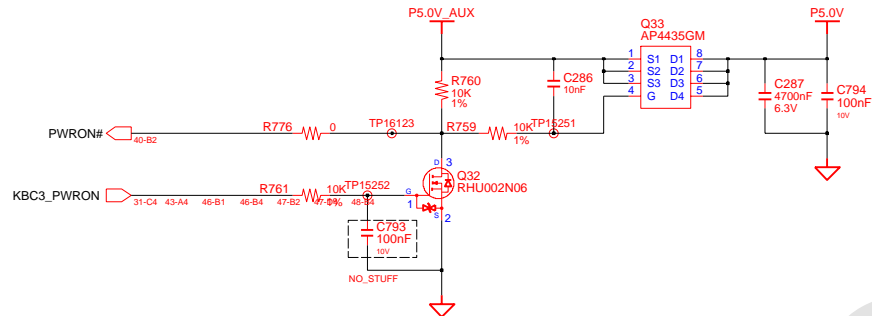 P5.0V_AUX
P5.0V
Q33
AP4435GM
1 S1 D1 8
2 S2 D2 7
3 S3 D3 6
4 G D4 5
R760
10K
1%
C286
10nF
C287
4700nF
6.3V
C794
100nF
10V
PWRON#
40-B2
R776 0
TP16123
R759 10K
1%
TP15251
D 3
Q32
RHU002N06
KBC3_PWRON
R761 10K
1%
TP15252
G
1
S 2
31-C4 43-A4 46-B1 46-B4 47-B2 48-B4
C793
100nF
10V
NO_STUFF